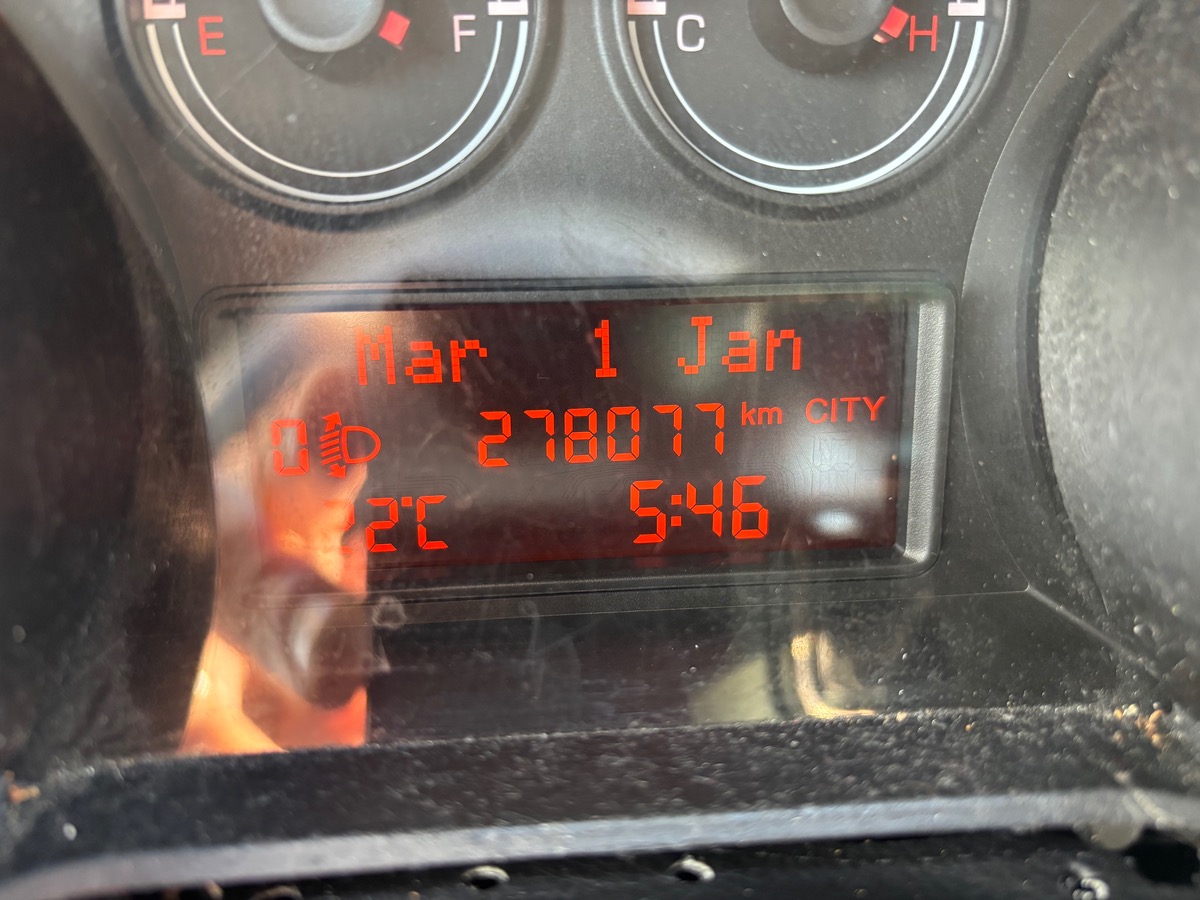 E F C H
Mar 1 Jan
0 278077 km CITY
22°C 5:46